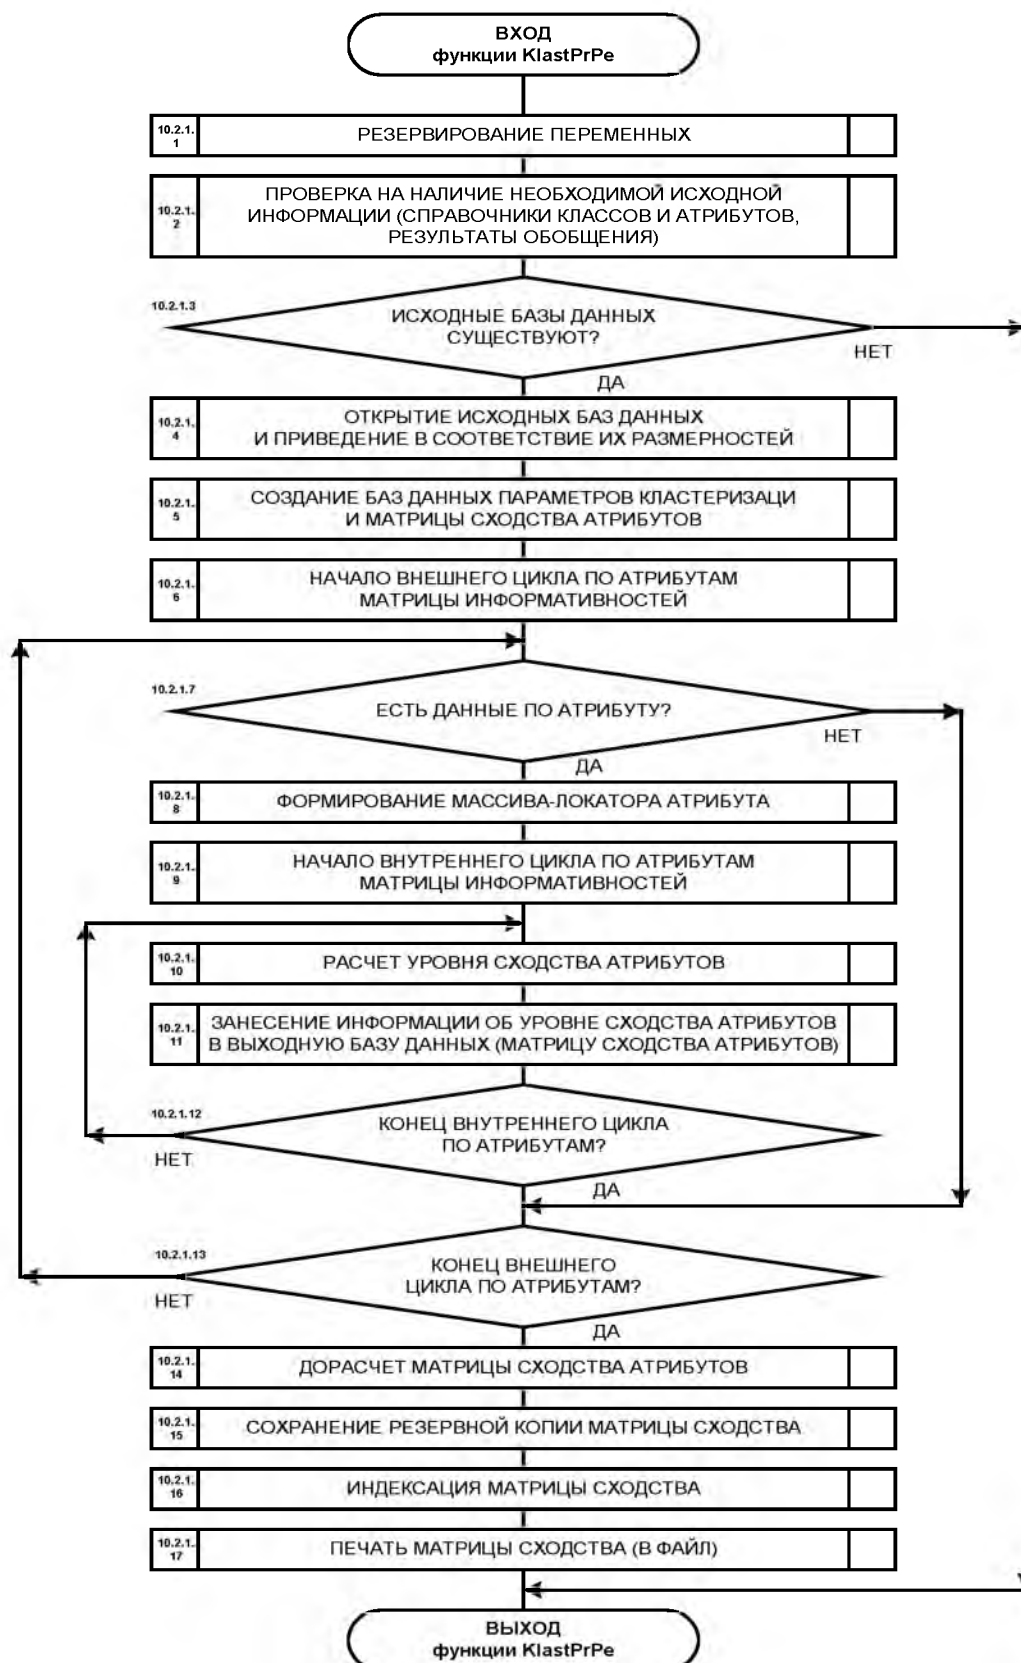 ВХОД
функции KlastPrPe
10.2.1.
1
РЕЗЕРВИРОВАНИЕ ПЕРЕМЕННЫХ
10.2.1.
2
ПРОВЕРКА НА НАЛИЧИЕ НЕОБХОДИМОЙ ИСХОДНОЙ
ИНФОРМАЦИИ (СПРАВОЧНИКИ КЛАССОВ И АТРИБУТОВ,
РЕЗУЛЬТАТЫ ОБОБЩЕНИЯ)
10.2.1.3
ИСХОДНЫЕ БАЗЫ ДАННЫХ
СУЩЕСТВУЮТ?
НЕТ
ДА
10.2.1.
4
ОТКРЫТИЕ ИСХОДНЫХ БАЗ ДАННЫХ
И ПРИВЕДЕНИЕ В СООТВЕТСТВИЕ ИХ РАЗМЕРНОСТЕЙ
10.2.1.
5
СОЗДАНИЕ БАЗ ДАННЫХ ПАРАМЕТРОВ КЛАСТЕРИЗАЦИ
И МАТРИЦЫ СХОДСТВА АТРИБУТОВ
10.2.1.
6
НАЧАЛО ВНЕШНЕГО ЦИКЛА ПО АТРИБУТАМ
МАТРИЦЫ ИНФОРМАТИВНОСТЕЙ
10.2.1.7
ЕСТЬ ДАННЫЕ ПО АТРИБУТУ?
НЕТ
ДА
10.2.1.
8
ФОРМИРОВАНИЕ МАССИВА-ЛОКАТОРА АТРИБУТА
10.2.1.
9
НАЧАЛО ВНУТРЕННЕГО ЦИКЛА ПО АТРИБУТАМ
МАТРИЦЫ ИНФОРМАТИВНОСТЕЙ
10.2.1.
10
РАСЧЕТ УРОВНЯ СХОДСТВА АТРИБУТОВ
10.2.1.
11
ЗАНЕСЕНИЕ ИНФОРМАЦИИ ОБ УРОВНЕ СХОДСТВА АТРИБУТОВ
В ВЫХОДНУЮ БАЗУ ДАННЫХ (МАТРИЦУ СХОДСТВА АТРИБУТОВ)
10.2.1.12
КОНЕЦ ВНУТРЕННЕГО ЦИКЛА
ПО АТРИБУТАМ?
НЕТ
ДА
10.2.1.13
КОНЕЦ ВНЕШНЕГО
ЦИКЛА ПО АТРИБУТАМ?
НЕТ
ДА
10.2.1.
14
ДОРАСЧЕТ МАТРИЦЫ СХОДСТВА АТРИБУТОВ
10.2.1.
15
СОХРАНЕНИЕ РЕЗЕРВНОЙ КОПИИ МАТРИЦЫ СХОДСТВА
10.2.1.
16
ИНДЕКСАЦИЯ МАТРИЦЫ СХОДСТВА
10.2.1.
17
ПЕЧАТЬ МАТРИЦЫ СХОДСТВА (В ФАЙЛ)
ВЫХОД
функции KlastPrPe